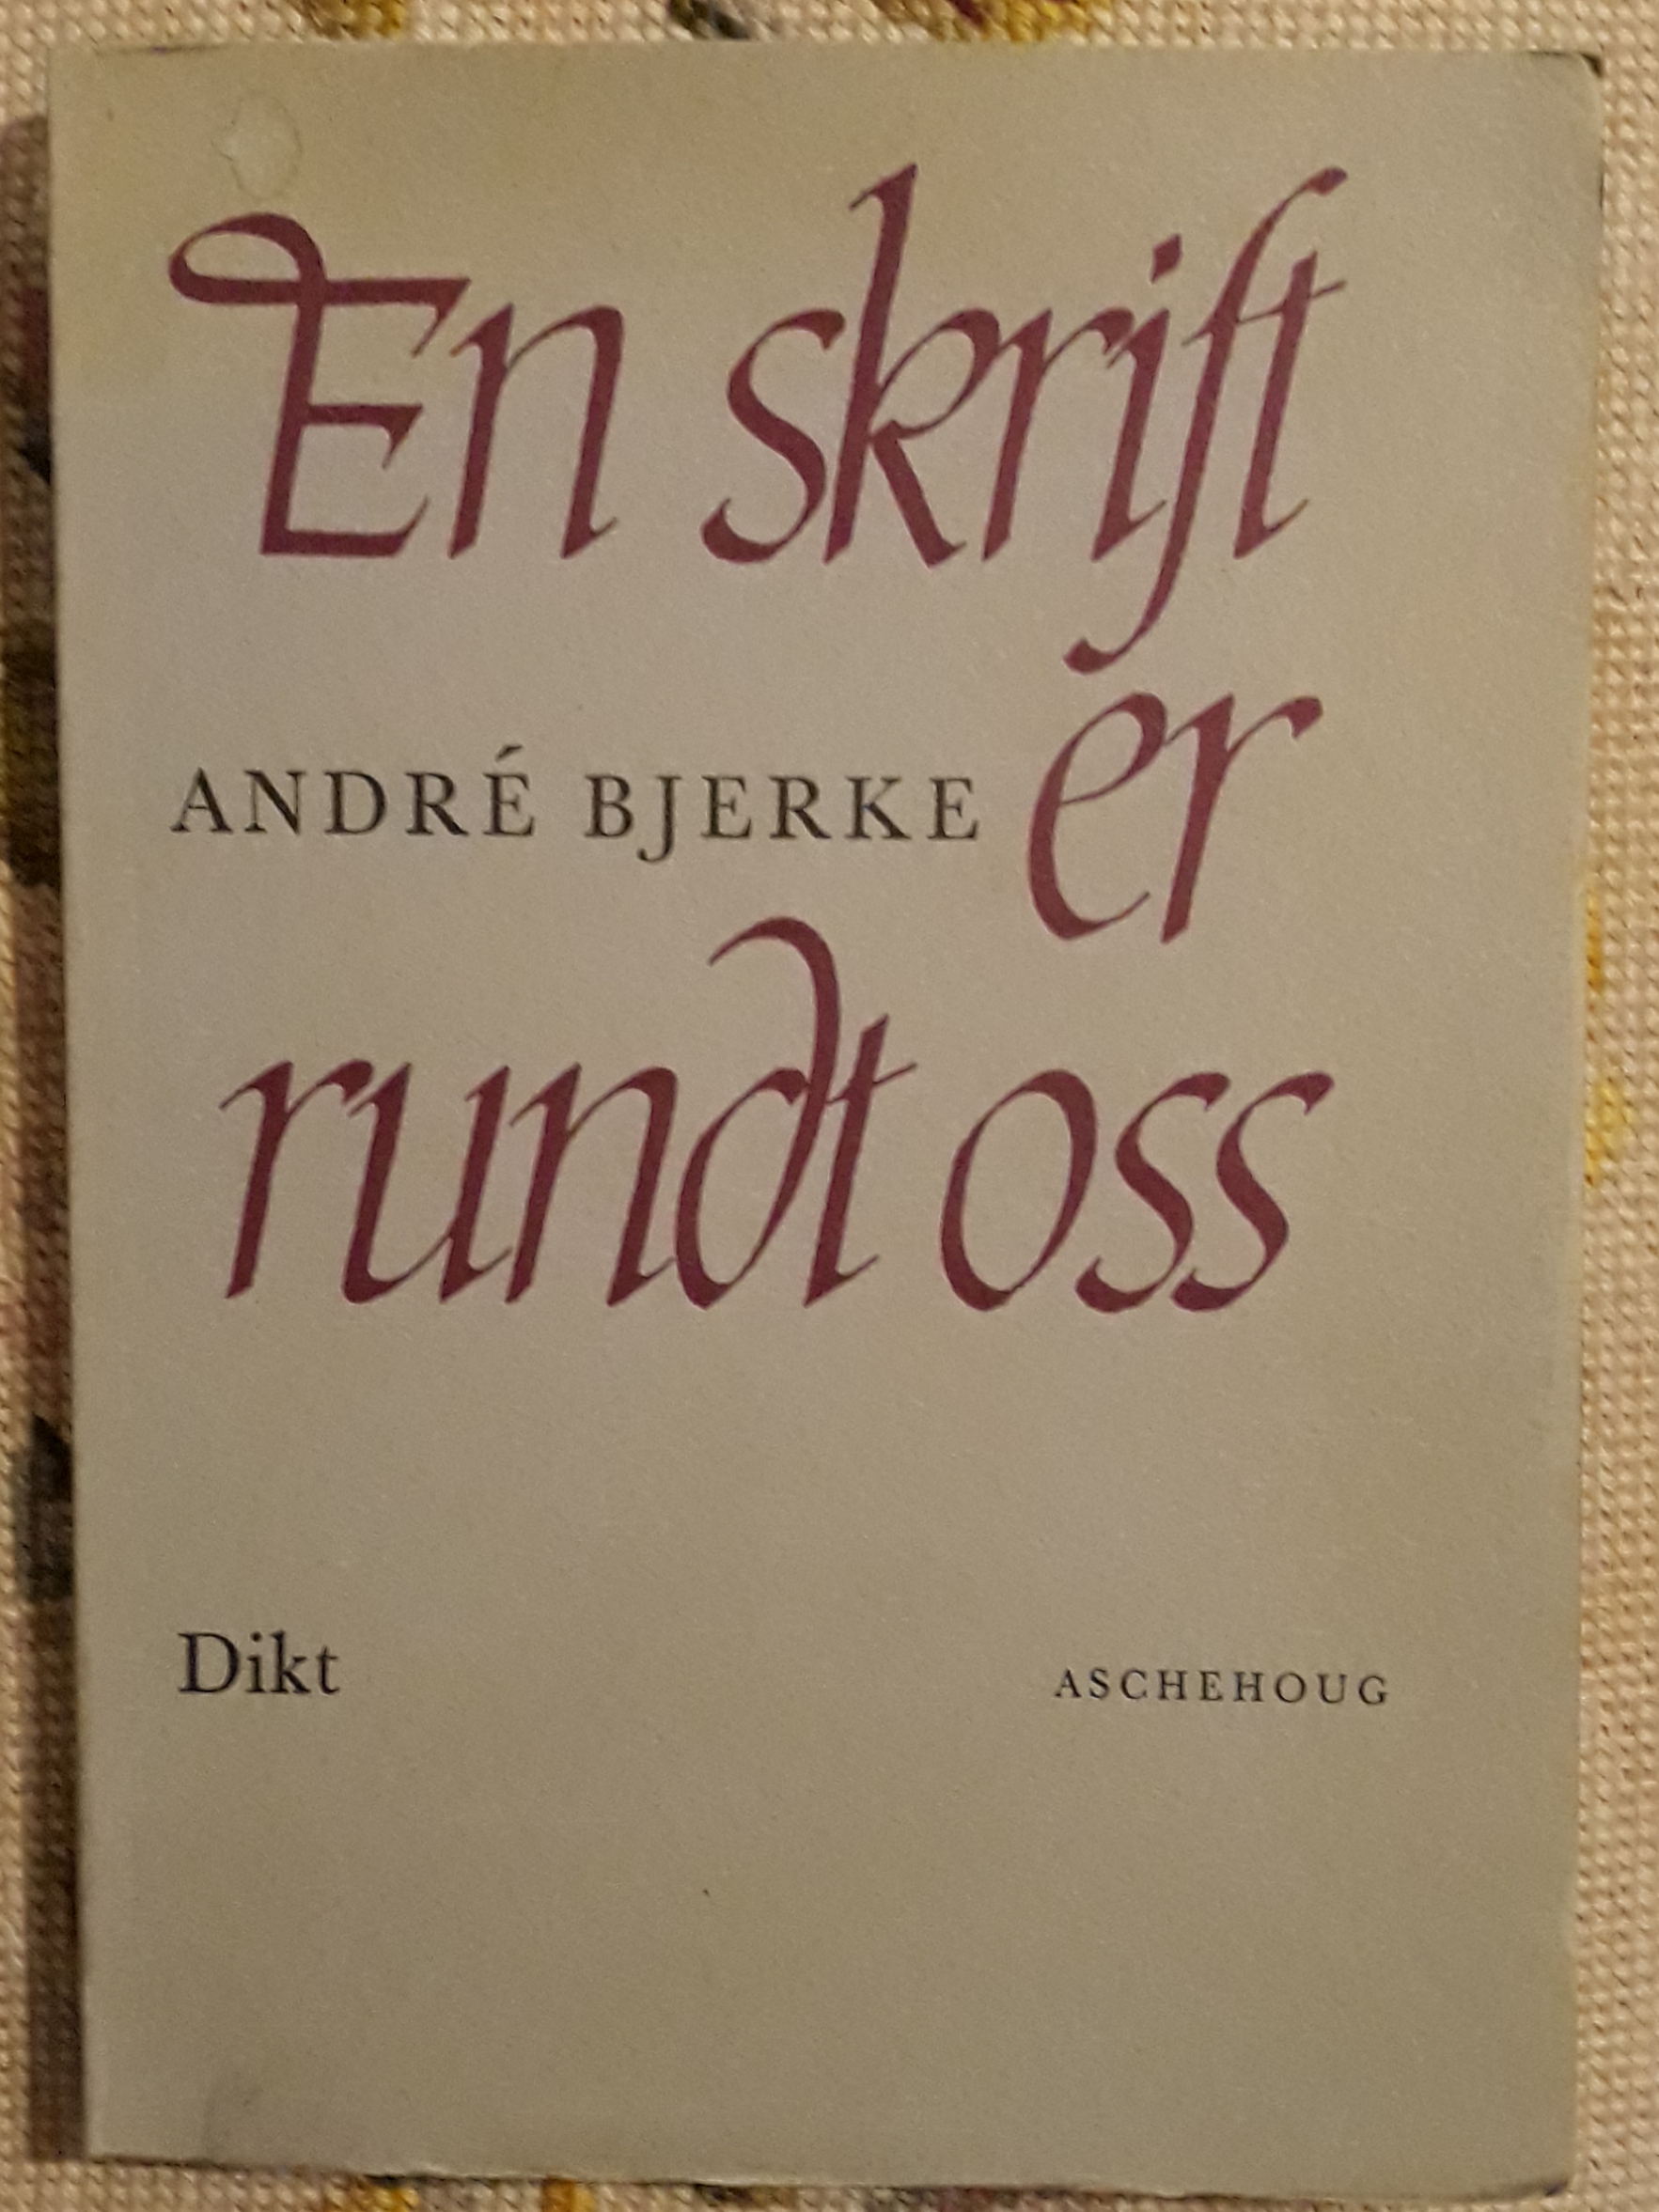 En skrift
er
ANDRÉ BJERKE
rundt oss
Dikt
ASCHEHOUG